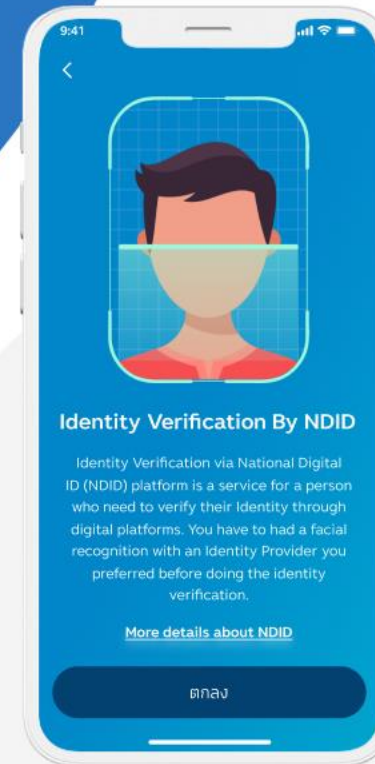 9:41
Identity Verification By NDID
Identity Verification via National Digital
ID (NDID) platform is a service for a person
who need to verify their Identity through
digital platforms. You have to had a facial
recognition with an Identity Provider you
preferred before doing the identity
verification.
More details about NDID
ตกลง